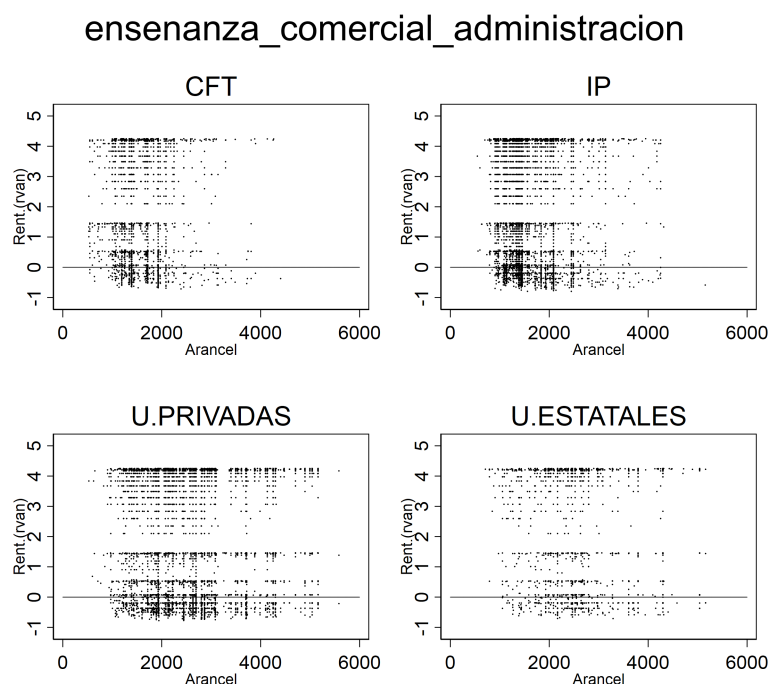 ensenanza_comercial_administracion
CFT
5
4
3
2
1
0
-1
Rent.(rvan)
0 2000 4000 6000
Arancel
IP
5
4
3
2
1
0
-1
Rent.(rvan)
0 2000 4000 6000
Arancel
U.PRIVADAS
5
4
3
2
1
0
-1
Rent.(rvan)
0 2000 4000 6000
Arancel
U.ESTATALES
5
4
3
2
1
0
-1
Rent.(rvan)
0 2000 4000 6000
Arancel